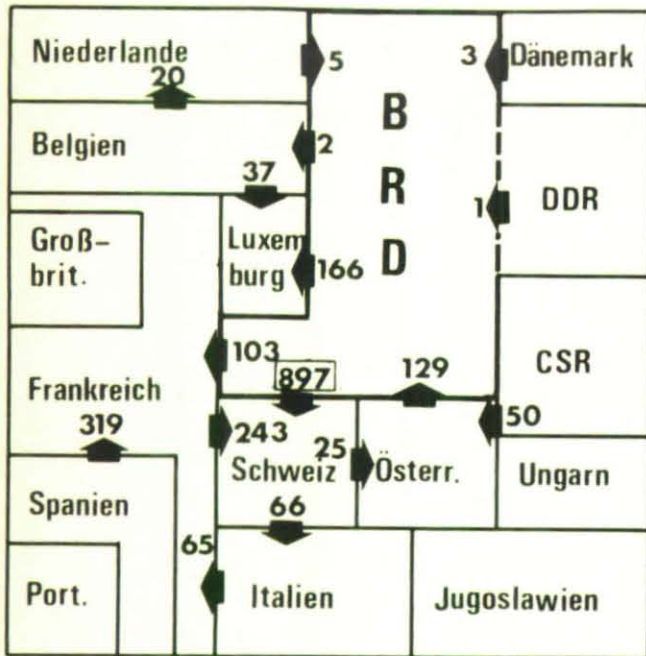 Niederlande
20
5
3
Dänemark
Belgien
2
B
R
D
37
1
DDR
Groß-
brit.
Luxem
burg
166
103
897
129
CSR
Frankreich
319
243
25
50
Schweiz
Österr.
Ungarn
Spanien
66
65
Port.
Italien
Jugoslawien